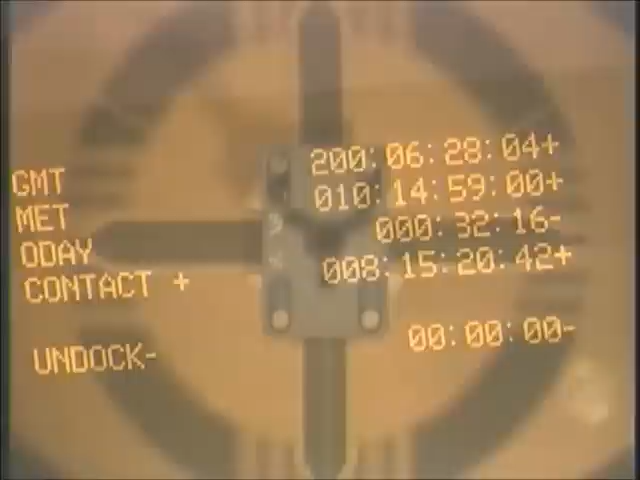 GMT 200:06:28:04+
MET 010:14:59:00+
DDAY 000:32:16-
CONTACT + 008:15:20:42+
UNDOCK- 00:00:00-